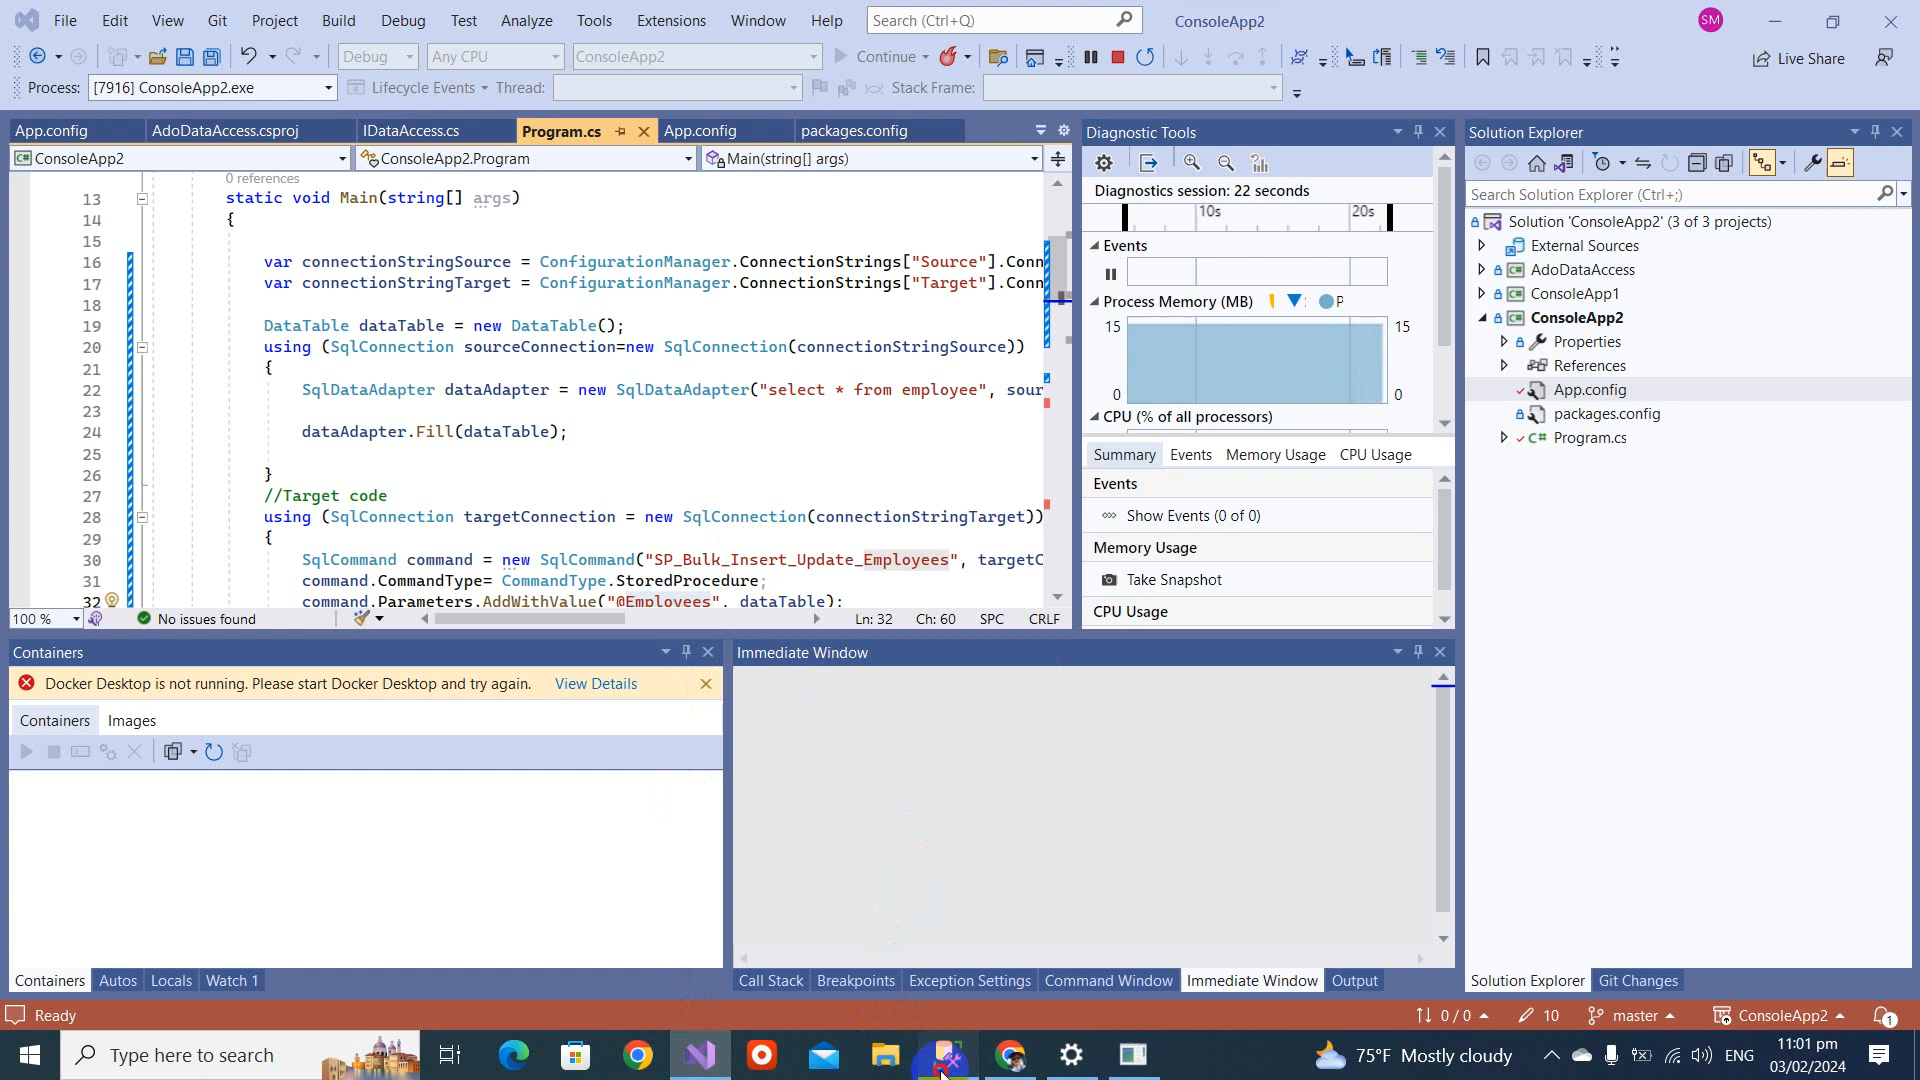 File Edit View Git Project Build Debug Test Analyze Tools Extensions Window Help Search (Ctrl+Q) ConsoleApp2 SM
Debug Any CPU ConsoleApp2 Continue Live Share
Process: [7916] ConsoleApp2.exe Lifecycle Events Thread: Stack Frame:
App.config AdoDataAccess.csproj IDataAccess.cs Program.cs App.config packages.config
ConsoleApp2 ConsoleApp2.Program Main(string[] args)
0 references
13 static void Main(string[] args)
14 {
15
16 var connectionStringSource = ConfigurationManager.ConnectionStrings["Source"].Conn
17 var connectionStringTarget = ConfigurationManager.ConnectionStrings["Target"].Conn
18
19 DataTable dataTable = new DataTable();
20 using (SqlConnection sourceConnection=new SqlConnection(connectionStringSource))
21 {
22 SqlDataAdapter dataAdapter = new SqlDataAdapter("select * from employee", sour
23
24 dataAdapter.Fill(dataTable);
25
26 }
27 //Target code
28 using (SqlConnection targetConnection = new SqlConnection(connectionStringTarget))
29 {
30 SqlCommand command = new SqlCommand("SP_Bulk_Insert_Update_Employees", targetC
31 command.CommandType= CommandType.StoredProcedure;
32 command.Parameters.AddWithValue("@Employees", dataTable);
100 % No issues found Ln: 32 Ch: 60 SPC CRLF
Diagnostic Tools
Diagnostics session: 22 seconds
10s 20s
Events
Process Memory (MB) P
15 15
0 0
CPU (% of all processors)
Summary Events Memory Usage CPU Usage
Events
Show Events (0 of 0)
Memory Usage
Take Snapshot
CPU Usage
Solution Explorer
Search Solution Explorer (Ctrl+;)
Solution 'ConsoleApp2' (3 of 3 projects)
External Sources
AdoDataAccess
ConsoleApp1
ConsoleApp2
Properties
References
App.config
packages.config
Program.cs
Containers
Docker Desktop is not running. Please start Docker Desktop and try again. View Details
Containers Images
Containers Autos Locals Watch 1
Immediate Window
Call Stack Breakpoints Exception Settings Command Window Immediate Window Output
Solution Explorer Git Changes
Ready 0 / 0 10 master ConsoleApp2 1
Type here to search 75°F Mostly cloudy ENG 11:01 pm
03/02/2024